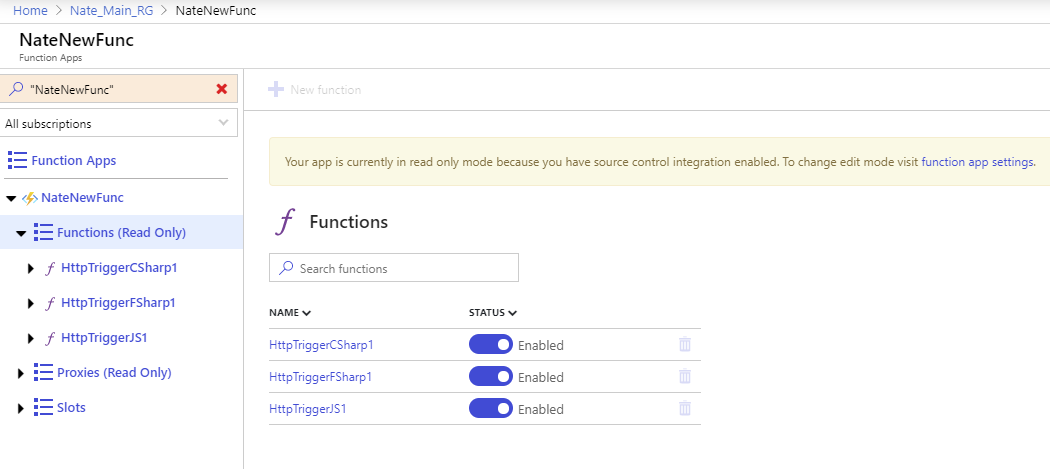 Home > Nate_Main_RG > NateNewFunc
NateNewFunc
Function Apps
"NateNewFunc"
All subscriptions
Function Apps
NateNewFunc
Functions (Read Only)
HttpTriggerCSharp1
HttpTriggerFSharp1
HttpTriggerJS1
Proxies (Read Only)
Slots
New function
Your app is currently in read only mode because you have source control integration enabled. To change edit mode visit function app settings.
Functions
Search functions
NAME STATUS
HttpTriggerCSharp1 Enabled
HttpTriggerFSharp1 Enabled
HttpTriggerJS1 Enabled